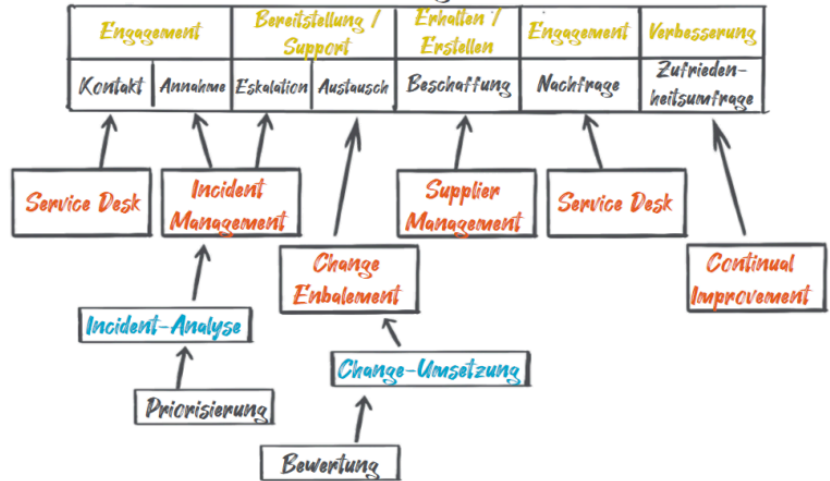 Engagement
Bereitstellung /
Support
Erhalten /
Erstellen
Engagement
Verbesserung
Kontakt
Annahme
Eskalation
Austausch
Beschaffung
Nachfrage
Zufrieden-
heitsumfrage
Service Desk
Incident
Management
Supplier
Management
Service Desk
Change
Enbalement
Continual
Improvement
Incident-Analyse
Change-Umsetzung
Priorisierung
Bewertung